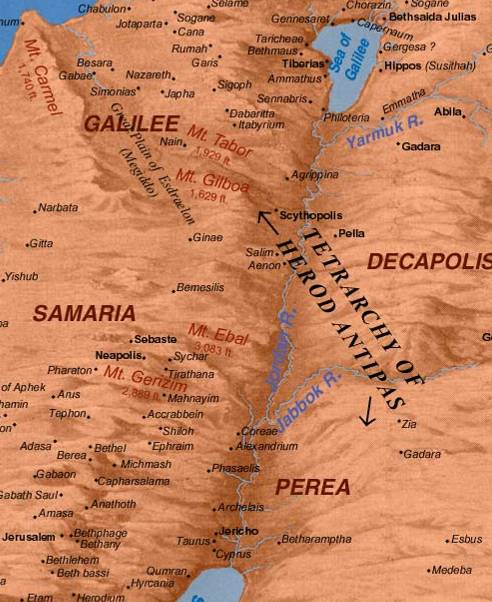 Selame
Chabulon
Sogane
Chorazin
Sogane
Gennesaret
Bethsaida Julias
Jotaparta
Cana
Capernaum
Taricheae
Rumah
Bethmaus
Gergesa ?
Garis
Sea of
Galilee
Besara
Tiberias
Hippos (Susithah)
Gabae
Nazareth
Ammathus
Mt. Carmel
1,790 ft.
Simonias
Japha
Sigoph
Sennabris
Emmatha
Dabaritta
Philoteria
Abila
GALILEE
Itabyrium
Yarmuk R.
Great Plain of Esdraelon
(Megiddo)
Nain
Mt. Tabor
1,929 ft.
Gadara
Mt. Gilboa
1,629 ft.
Agrippina
Narbata
Scythopolis
Pella
Gitta
Ginae
TETRARCHY OF
HEROD ANTIPAS
Salim
Aenon
DECAPOLIS
Yishub
Bemesilis
SAMARIA
Jordan R.
Mt. Ebal
3,083 ft.
Sebaste
Neapolis
Sychar
Pharaton
Tirathana
Mt. Gerizim
2,889 ft.
Jabbok R.
of Aphek
Arus
Mahnayim
Tephon
Accrabbein
Zia
Shiloh
Coreae
Adasa
Bethel
Ephraim
Alexandrium
Berea
Gadara
Michmash
Phasaelis
Gabaon
Capharsalama
PEREA
Gabath Saul
Anathoth
Archelais
Amasa
Bethphage
Jericho
Jerusalem
Bethany
Taurus
Betharamptha
Esbus
Cyprus
Bethlehem
Beth bassi
Qumran
Medeba
Hyrcania
Etam
Herodium